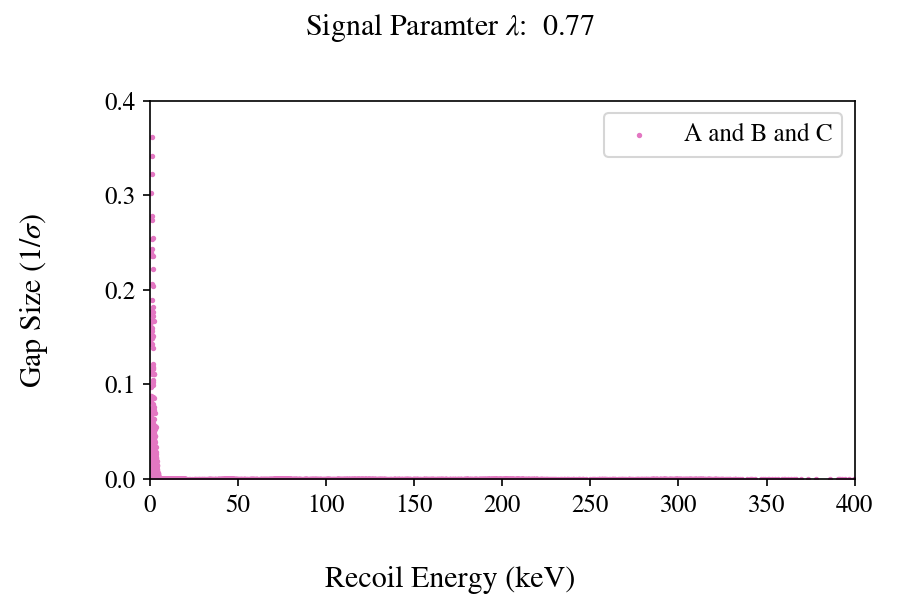 Signal Paramter λ: 0.77
A and B and C
Gap Size (1/σ)
0.4
0.3
0.2
0.1
0.0
0 50 100 150 200 250 300 350 400
Recoil Energy (keV)